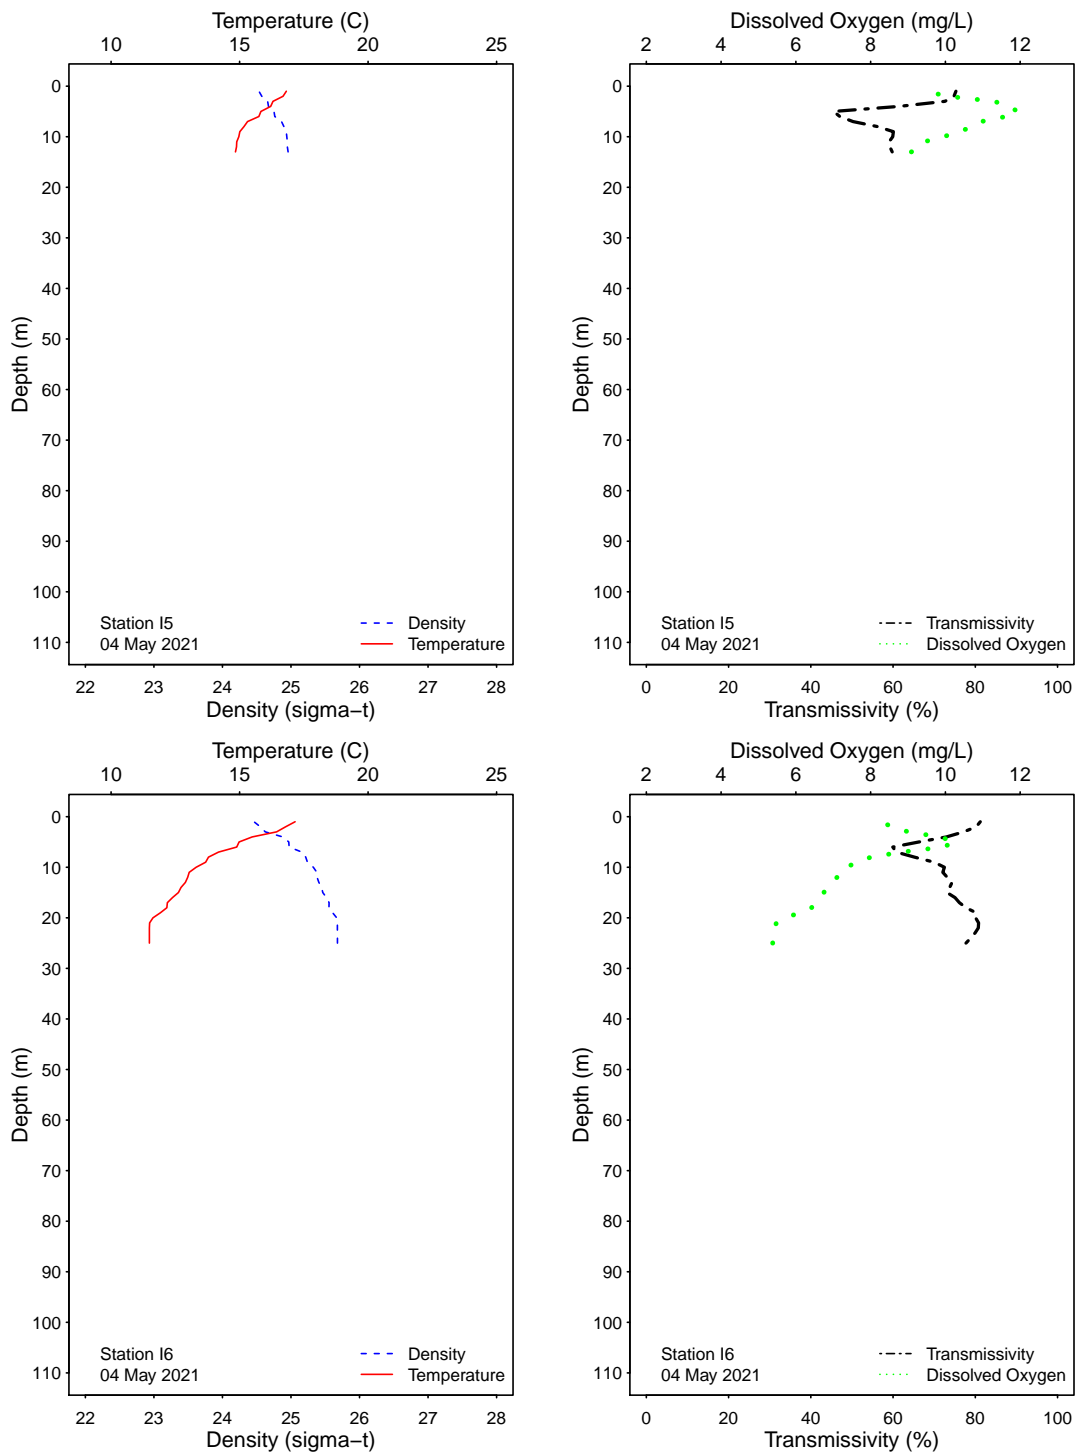 Temperature (C)
10 15 20 25
0
10
20
30
40
50
60
70
80
90
100
110
Depth (m)
Station I5
04 May 2021
Density
Temperature
22 23 24 25 26 27 28
Density (sigma−t)
Dissolved Oxygen (mg/L)
2 4 6 8 10 12
0
10
20
30
40
50
60
70
80
90
100
110
Depth (m)
Station I5
04 May 2021
Transmissivity
Dissolved Oxygen
0 20 40 60 80 100
Transmissivity (%)
Temperature (C)
10 15 20 25
0
10
20
30
40
50
60
70
80
90
100
110
Depth (m)
Station I6
04 May 2021
Density
Temperature
22 23 24 25 26 27 28
Density (sigma−t)
Dissolved Oxygen (mg/L)
2 4 6 8 10 12
0
10
20
30
40
50
60
70
80
90
100
110
Depth (m)
Station I6
04 May 2021
Transmissivity
Dissolved Oxygen
0 20 40 60 80 100
Transmissivity (%)